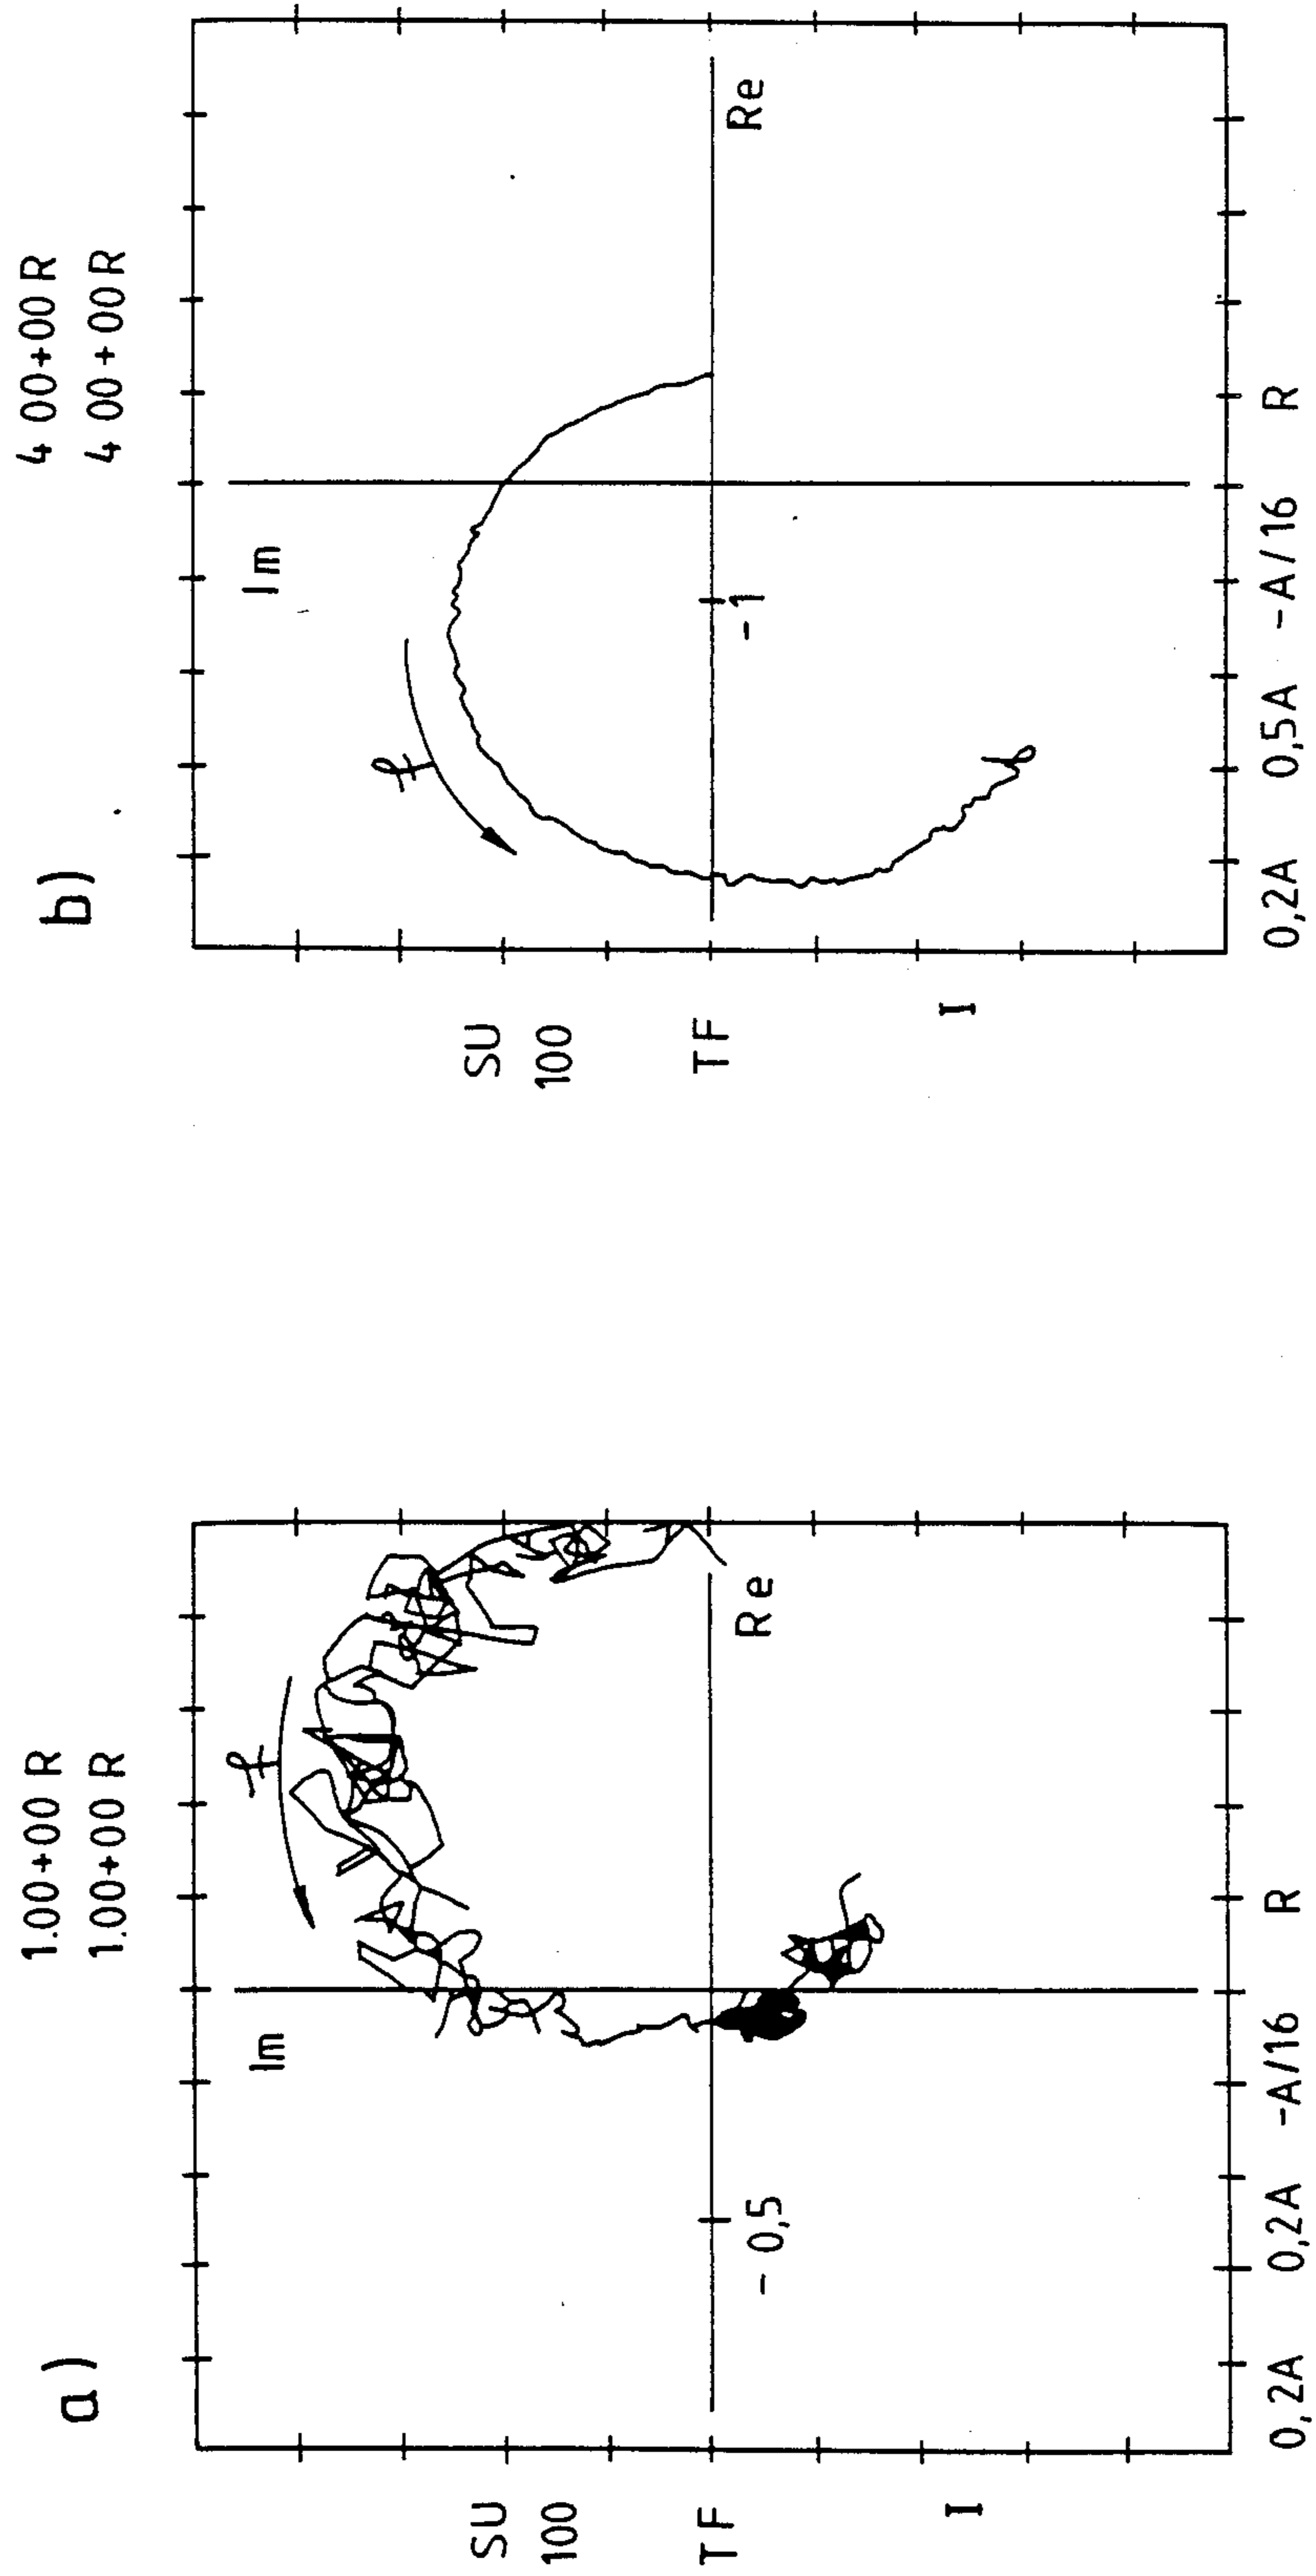 a)
1.00+00 R
1.00+00 R
SU
100
TF
I
Im
f
Re
- 0,5
0,2A 0,2A -A/16 R
b)
4 00+00 R
4 00+00 R
SU
100
TF
I
Im
f
Re
- 1
0,2A 0,5A -A/16 R